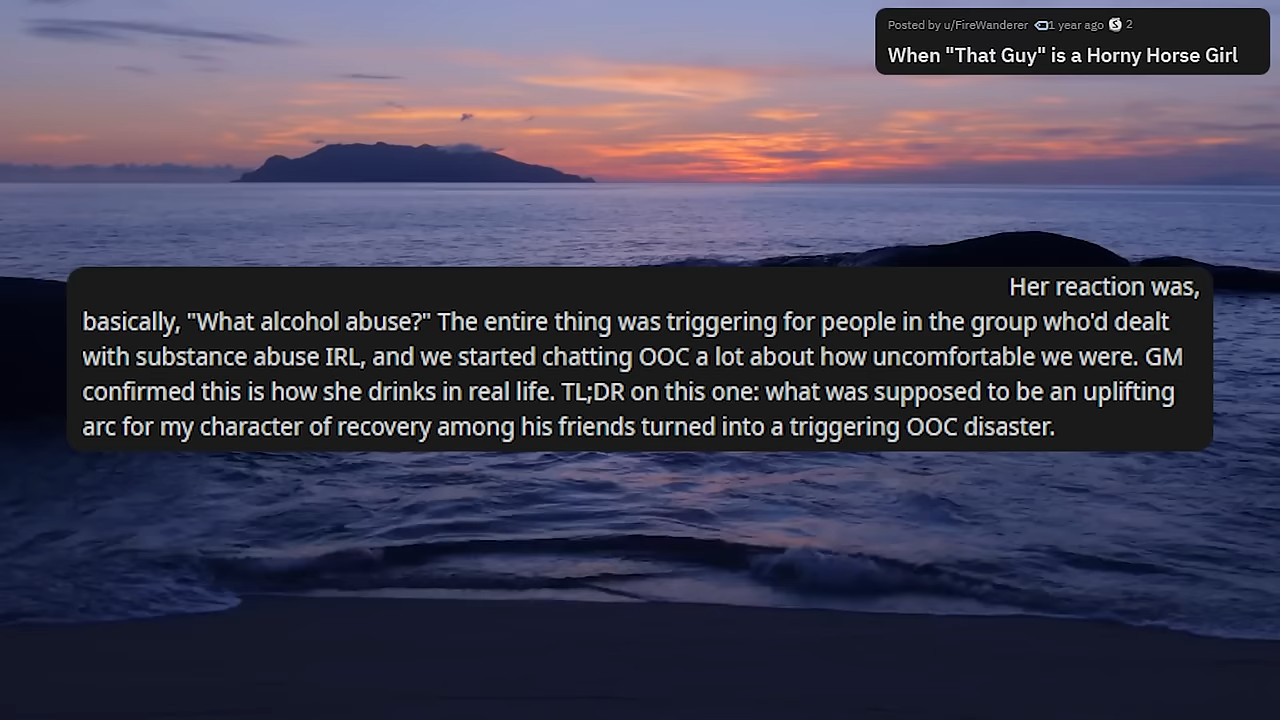 Posted by u/FireWanderer 1 year ago 2
When "That Guy" is a Horny Horse Girl
Her reaction was,
basically, "What alcohol abuse?" The entire thing was triggering for people in the group who'd dealt
with substance abuse IRL, and we started chatting OOC a lot about how uncomfortable we were. GM
confirmed this is how she drinks in real life. TL;DR on this one: what was supposed to be an uplifting
arc for my character of recovery among his friends turned into a triggering OOC disaster.